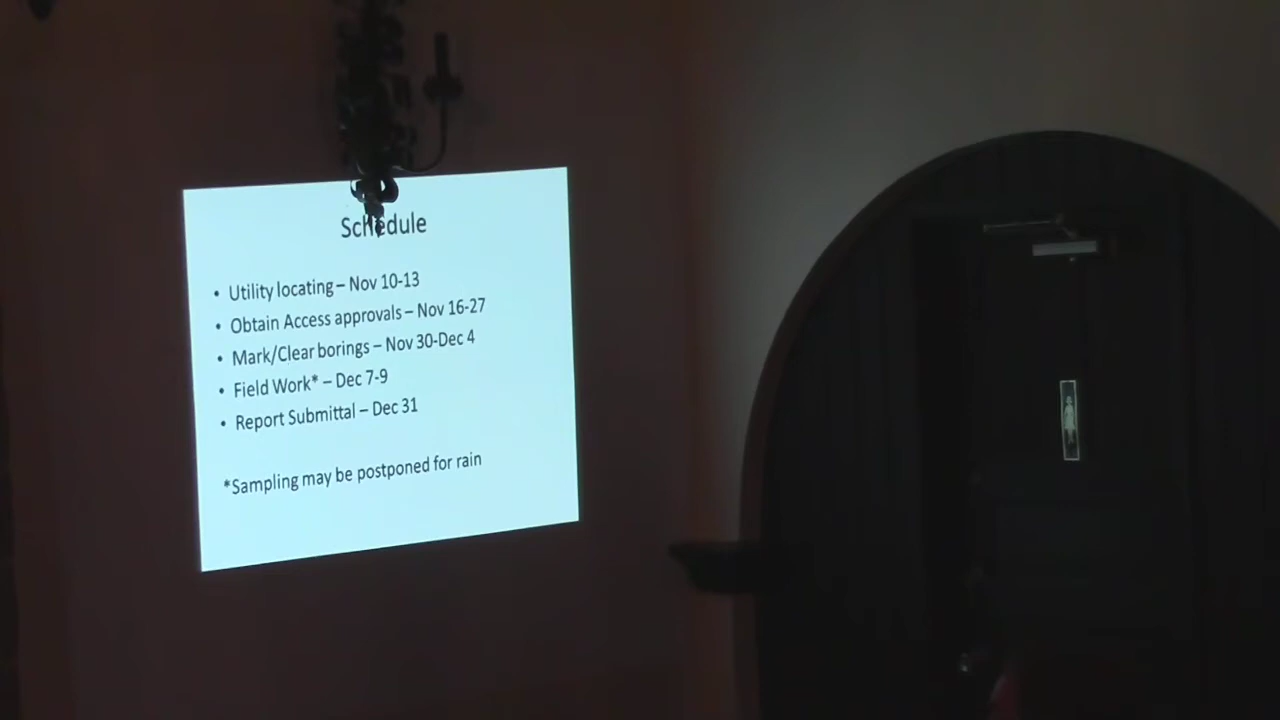 Schedule
• Utility locating – Nov 10-13
• Obtain Access approvals – Nov 16-27
• Mark/Clear borings – Nov 30-Dec 4
• Field Work* – Dec 7-9
• Report Submittal – Dec 31
*Sampling may be postponed for rain